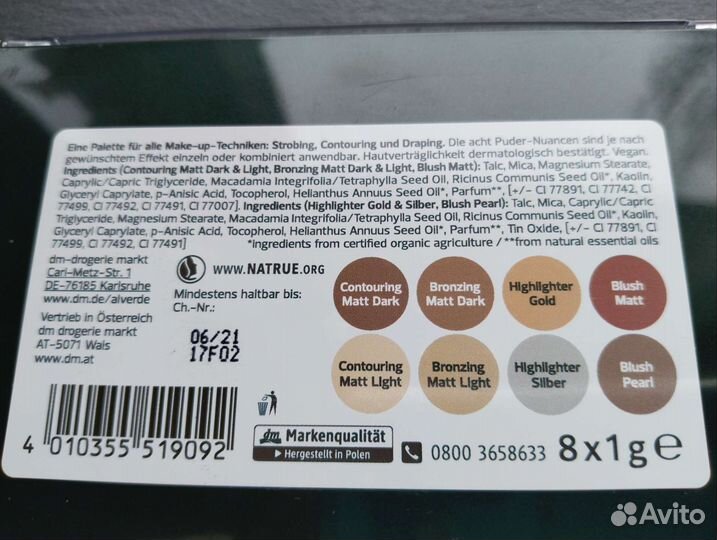 Eine Palette für alle Make-up-Techniken: Strobing, Contouring und Draping. Die acht Puder-Nuancen sind je nach
gewünschtem Effekt einzeln oder kombiniert anwendbar. Hautverträglichkeit dermatologisch bestätigt. Vegan.
Ingredients (Contouring Matt Dark & Light, Bronzing Matt Dark & Light, Blush Matt): Talc, Mica, Magnesium Stearate,
Caprylic/Capric Triglyceride, Macadamia Integrifolia/Tetraphylla Seed Oil, Ricinus Communis Seed Oil*, Kaolin,
Glyceryl Caprylate, p-Anisic Acid, Tocopherol, Helianthus Annuus Seed Oil*, Parfum**, [+/- CI 77891, CI 77742, CI
77499, CI 77492, CI 77491, CI 77007]. Ingredients (Highlighter Gold & Silber, Blush Pearl): Talc, Mica, Caprylic/Capric
Triglyceride, Magnesium Stearate, Macadamia Integrifolia/Tetraphylla Seed Oil, Ricinus Communis Seed Oil*, Kaolin,
Glyceryl Caprylate, p-Anisic Acid, Tocopherol, Helianthus Annuus Seed Oil*, Parfum**, Tin Oxide, [+/- CI 77891, CI
77499, CI 77492, CI 77491] *ingredients from certified organic agriculture / **from natural essential oils
dm-drogerie markt
Carl-Metz-Str. 1
DE-76185 Karlsruhe
www.dm.de/alverde
Vertrieb in Österreich
dm drogerie markt
AT-5071 Wals
www.dm.at
WWW.NATRUE.ORG
Mindestens haltbar bis:
Ch.-Nr.:
06/21
17F02
Contouring
Matt Dark
Bronzing
Matt Dark
Highlighter
Gold
Blush
Matt
Contouring
Matt Light
Bronzing
Matt Light
Highlighter
Silber
Blush
Pearl
4 010355 519092
dm Markenqualität
Hergestellt in Polen
0800 3658633
8x1g e
Avito